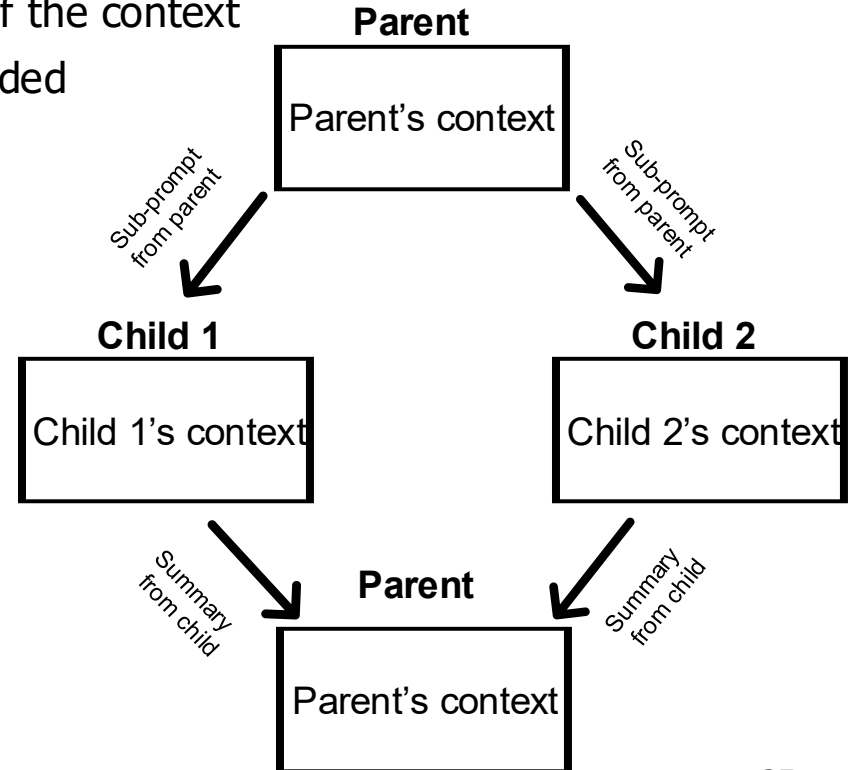 f the context
ded
Parent
Parent's context
Sub-prompt
from parent
Sub-prompt
from parent
Child 1
Child 2
Child 1's context
Child 2's context
Summary
from child
Summary
from child
Parent
Parent's context